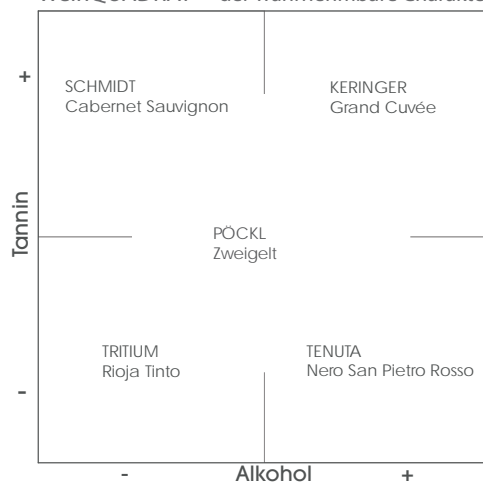 +
SCHMIDT
Cabernet Sauvignon
KERINGER
Grand Cuvée
Tannin
PÖCKL
Zweigelt
TRITIUM
Rioja Tinto
TENUTA
Nero San Pietro Rosso
-
- Alkohol +